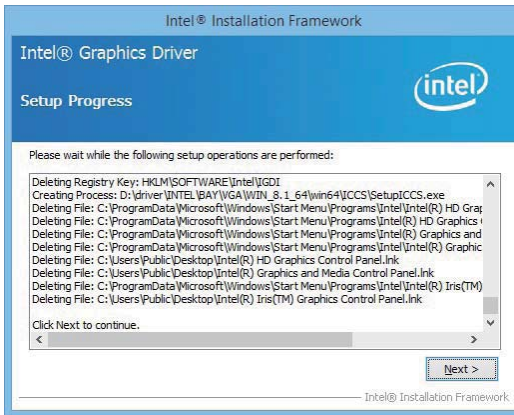 Intel® Installation Framework
Intel® Graphics Driver
Setup Progress
intel
Please wait while the following setup operations are performed:
Deleting Registry Key: HKLM\SOFTWARE\Intel\IGDI
Creating Process: D:\driver\INTEL\BAY\VGA\WIN_8.1_64\win64\ICCS\SetupICCS.exe
Deleting File: C:\ProgramData\Microsoft\Windows\Start Menu\Programs\Intel\Intel(R) HD Grap
Deleting File: C:\ProgramData\Microsoft\Windows\Start Menu\Programs\Intel\Intel(R) HD Graphics
Deleting File: C:\ProgramData\Microsoft\Windows\Start Menu\Programs\Intel\Intel(R) Graphics and
Deleting File: C:\ProgramData\Microsoft\Windows\Start Menu\Programs\Intel\Intel(R) Graphic
Deleting File: C:\Users\Public\Desktop\Intel(R) HD Graphics Control Panel.lnk
Deleting File: C:\Users\Public\Desktop\Intel(R) Graphics and Media Control Panel.lnk
Deleting File: C:\ProgramData\Microsoft\Windows\Start Menu\Programs\Intel\Intel(R) Iris(TM)
Deleting File: C:\Users\Public\Desktop\Intel(R) Iris(TM) Graphics Control Panel.lnk
Click Next to continue.
Next >
Intel® Installation Framework